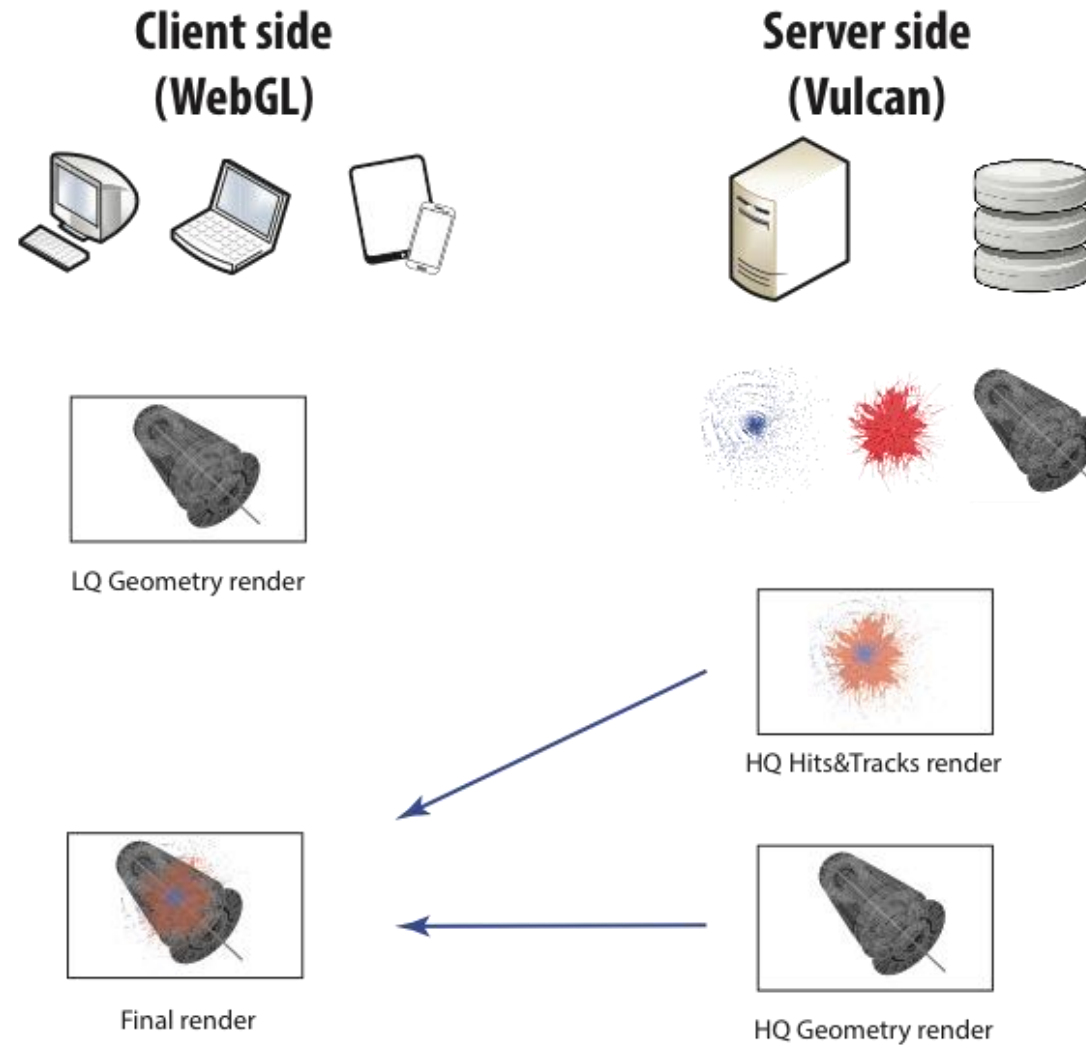 Client side
(WebGL)
Server side
(Vulcan)
LQ Geometry render
HQ Hits&Tracks render
Final render
HQ Geometry render